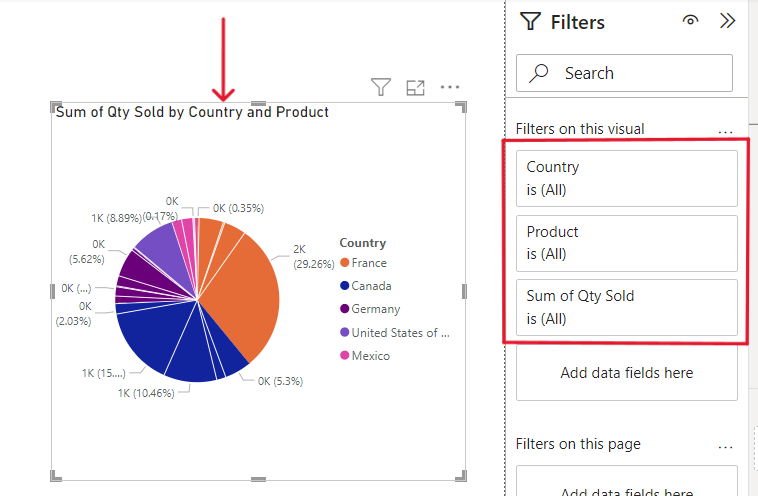 Filters
Search
Sum of Qty Sold by Country and Product
Filters on this visual
...
Country
is (All)
Product
is (All)
Sum of Qty Sold
is (All)
Add data fields here
Filters on this page
...
Add data fields here
0K
0K (0.35%)
1K (8.89%)
(0.17%)
0K
(5.62%)
2K
(29.26%)
0K (...)
0K
(2.03%)
1K (15....)
1K (10.46%)
0K (5.3%)
Country
France
Canada
Germany
United States of ...
Mexico